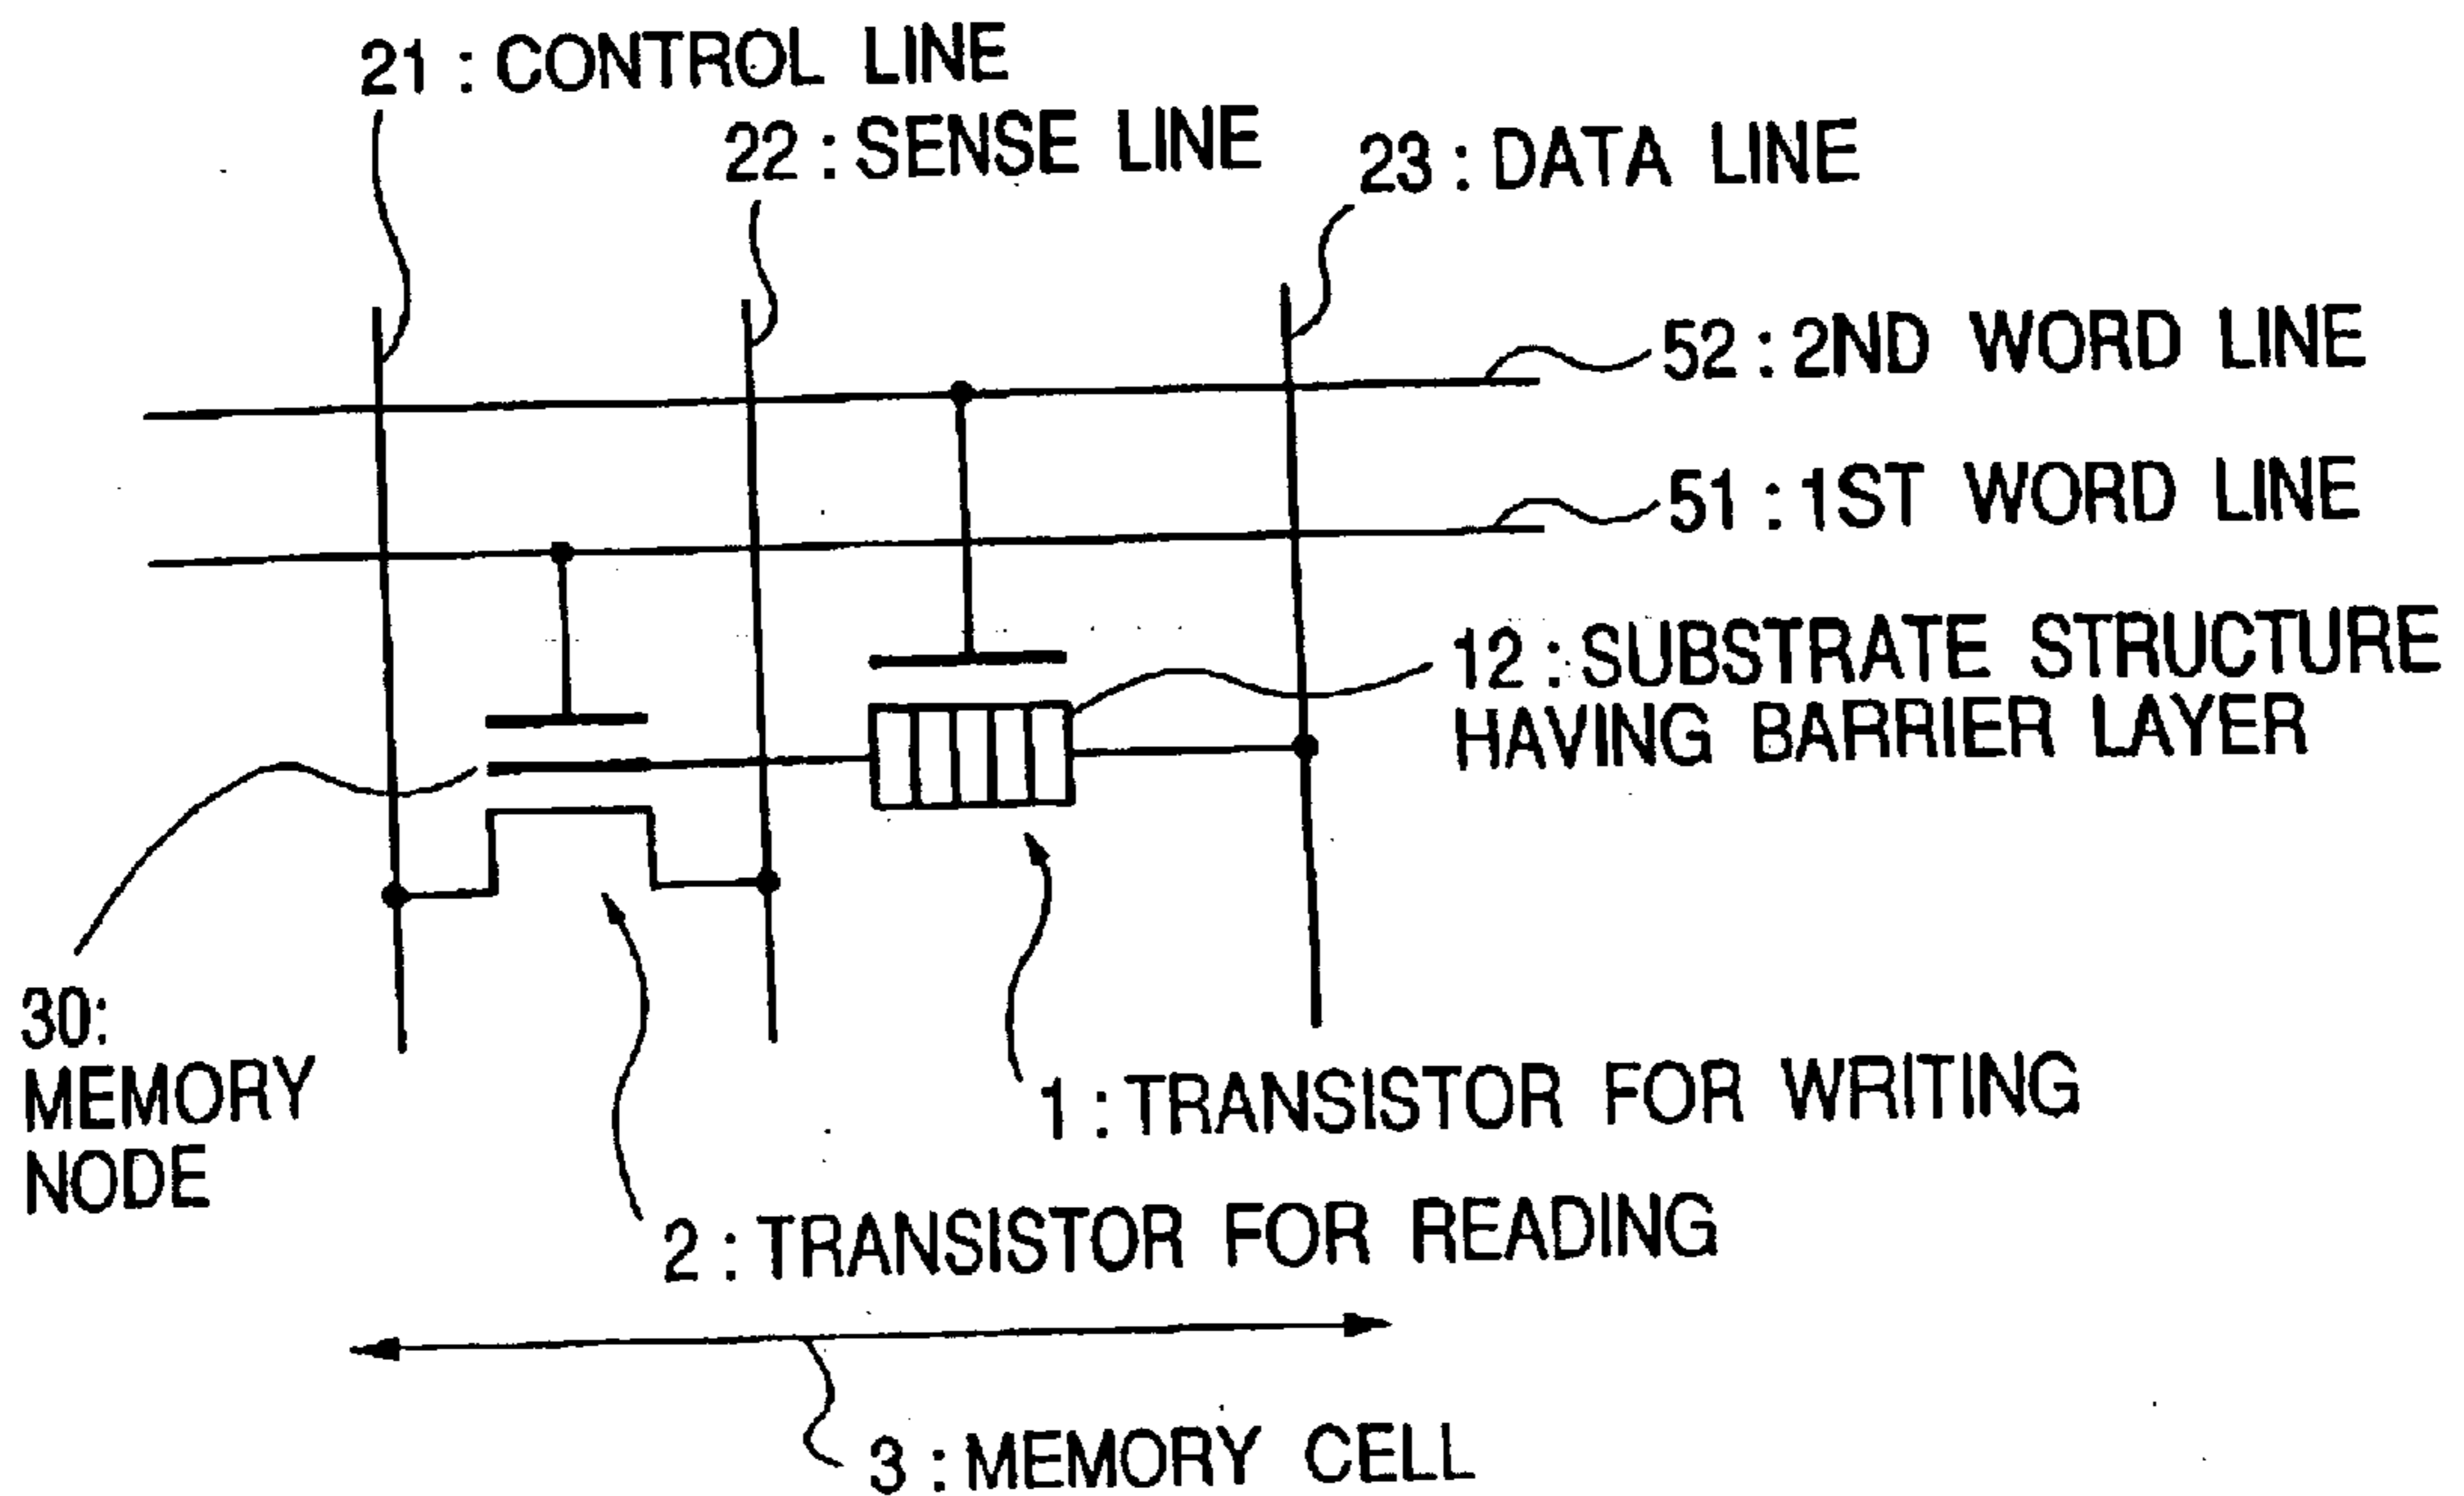 21 : CONTROL LINE
22 : SENSE LINE
23 : DATA LINE
52 : 2ND WORD LINE
51 : 1ST WORD LINE
12 : SUBSTRATE STRUCTURE
HAVING BARRIER LAYER
30:
MEMORY
NODE
1 : TRANSISTOR FOR WRITING
2 : TRANSISTOR FOR READING
3 : MEMORY CELL